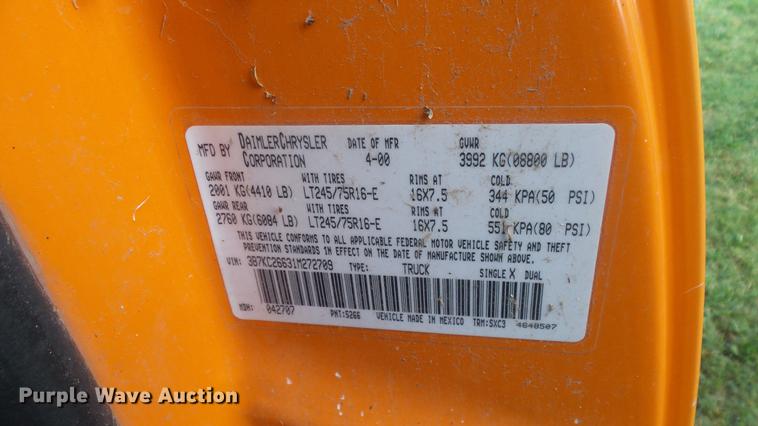 MFD BY DAIMLERCHRYSLER CORPORATION DATE OF MFR 4-00 GVWR 3992 KG(08800 LB)
GAWR FRONT WITH TIRES RIMS AT COLD
2001 KG(4410 LB) LT245/75R16-E 16X7.5 344 KPA(50 PSI)
GAWR REAR WITH TIRES RIMS AT COLD
2760 KG(6084 LB) LT245/75R16-E 16X7.5 551 KPA(80 PSI)
THIS VEHICLE CONFORMS TO ALL APPLICABLE FEDERAL MOTOR VEHICLE SAFETY AND THEFT
PREVENTION STANDARDS IN EFFECT ON THE DATE OF MANUFACTURE SHOWN ABOVE.
VIN: 3B7KC26631M272709 TYPE: TRUCK SINGLE X DUAL
MDH: 042707 PNT:S266 VEHICLE MADE IN MEXICO TRM:SXC3 4648507
Purple Wave Auction